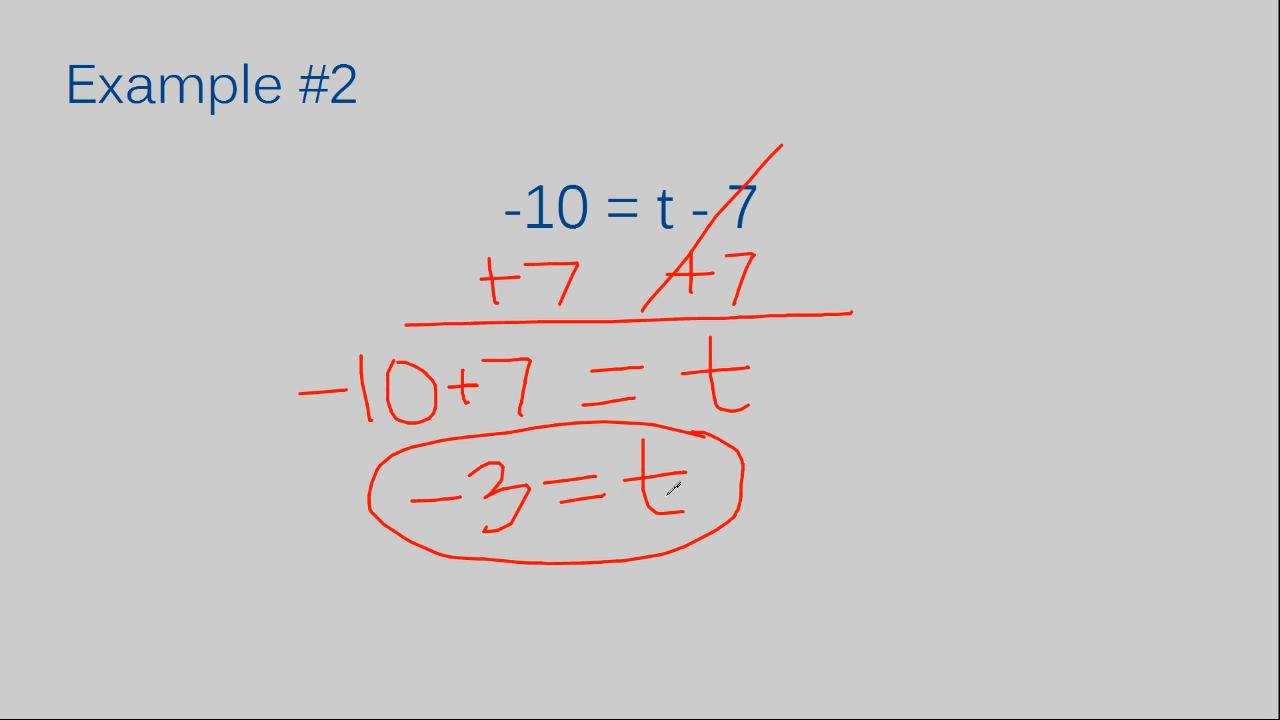 Example #2
-10 = t - 7
+7 +7
-10+7 = t
-3 = t